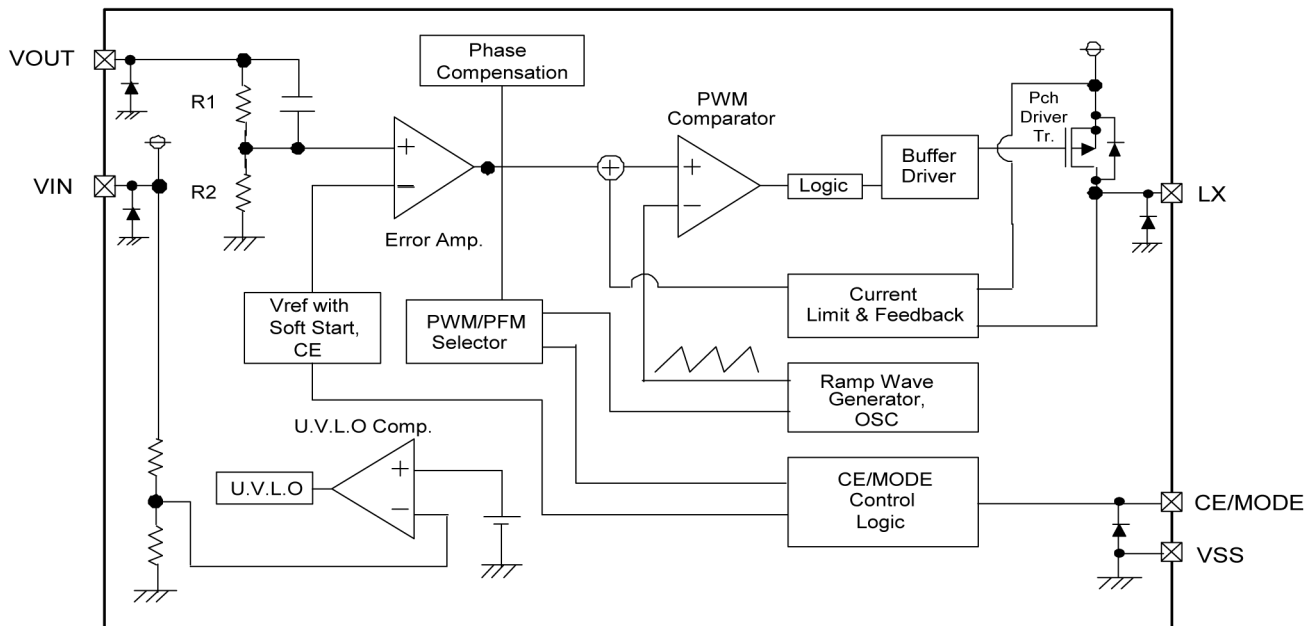 VOUT
R1
Phase
Compensation
PWM
Comparator
Pch
Driver
Tr.
+
−
+
+
−
Buffer
Driver
Logic
VIN
R2
LX
Error Amp.
Vref with
Soft Start,
CE
PWM/PFM
Selector
Current
Limit & Feedback
Ramp Wave
Generator,
OSC
U.V.L.O Comp.
U.V.L.O
+
−
CE/MODE
Control
Logic
CE/MODE
VSS